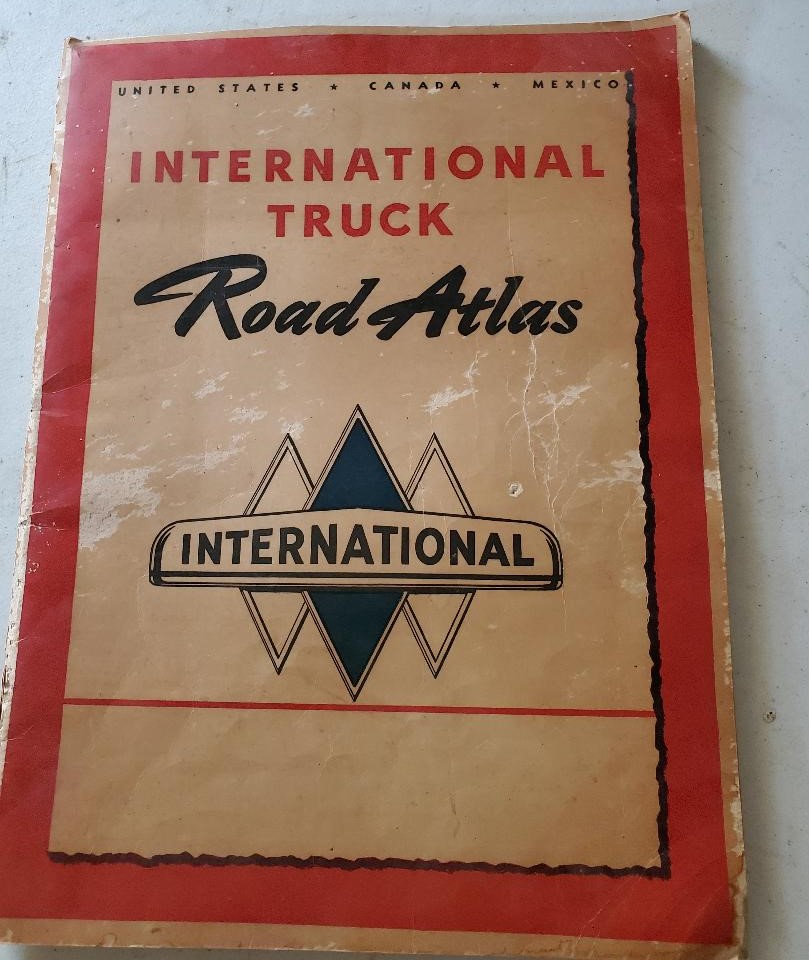 UNITED STATES ★ CANADA ★ MEXICO
INTERNATIONAL
TRUCK
Road Atlas
INTERNATIONAL